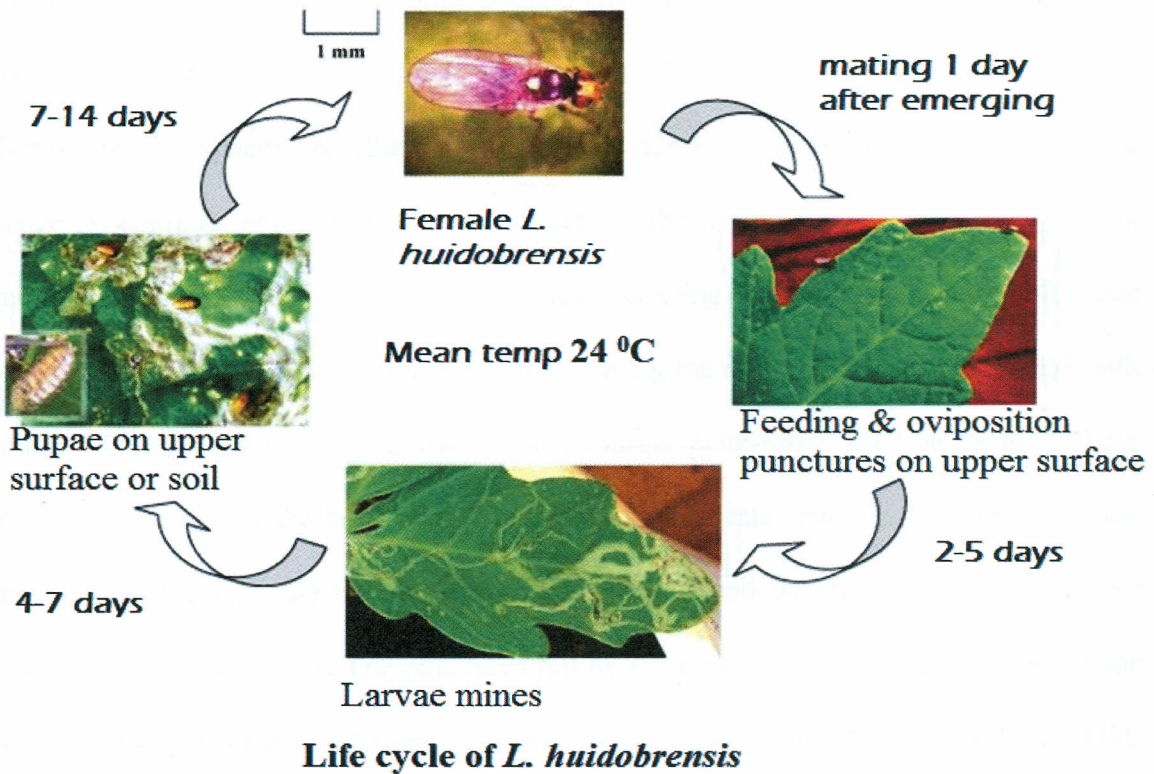 1 mm
mating 1 day
after emerging
7-14 days
Female L.
huidobrensis
Mean temp 24 ⁰C
Feeding & oviposition
punctures on upper surface
Pupae on upper
surface or soil
2-5 days
4-7 days
Larvae mines
Life cycle of L. huidobrensis